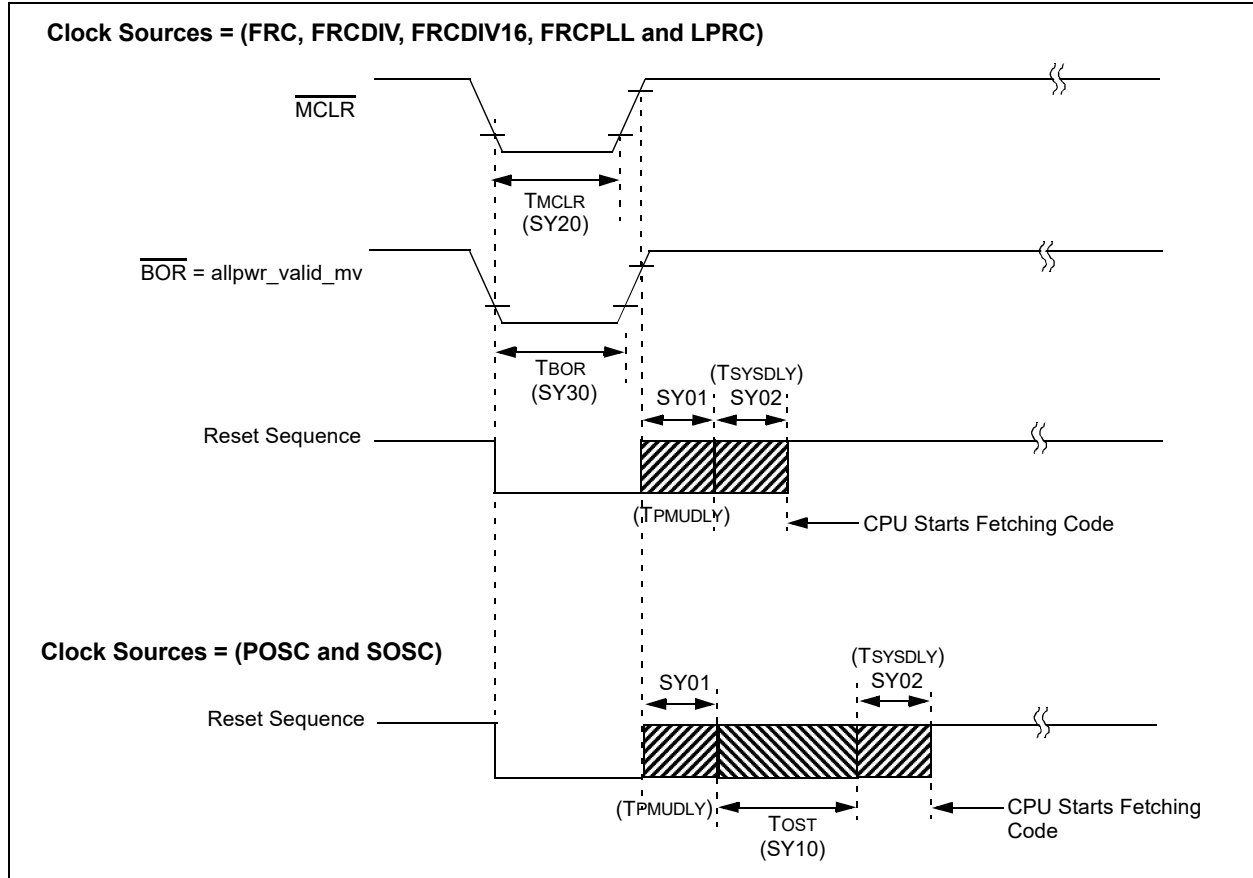 Clock Sources = (FRC, FRCDIV, FRCDIV16, FRCPLL and LPRC)
MCLR
TMCLR
(SY20)
BOR = allpwr_valid_mv
TBOR
(SY30)
(TSYSDLY)
SY01
SY02
Reset Sequence
(TPMUDLY)
CPU Starts Fetching Code
Clock Sources = (POSC and SOSC)
(TSYSDLY)
SY01
SY02
Reset Sequence
(TPMUDLY)
TOST
(SY10)
CPU Starts Fetching
Code